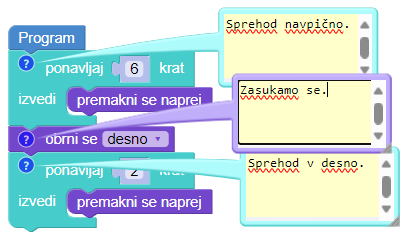 Program
Sprehod navpično.
? ponavljaj 6 krat
izvedi premakni se naprej
Zasukamo se.
? obrni se desno
Sprehod v desno.
? ponavljaj 2 krat
izvedi premakni se naprej